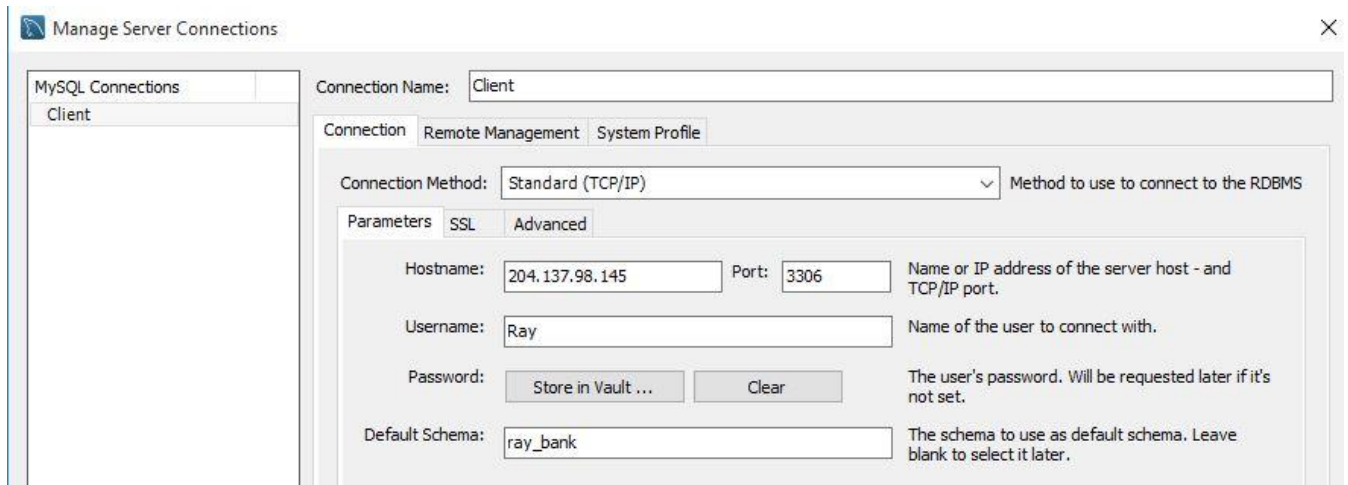 Manage Server Connections
MySQL Connections
Client
Connection Name: Client
Connection Remote Management System Profile
Connection Method: Standard (TCP/IP) Method to use to connect to the RDBMS
Parameters SSL Advanced
Hostname: 204.137.98.145 Port: 3306 Name or IP address of the server host - and
TCP/IP port.
Username: Ray Name of the user to connect with.
Password: Store in Vault ... Clear The user's password. Will be requested later if it's
not set.
Default Schema: ray_bank The schema to use as default schema. Leave
blank to select it later.